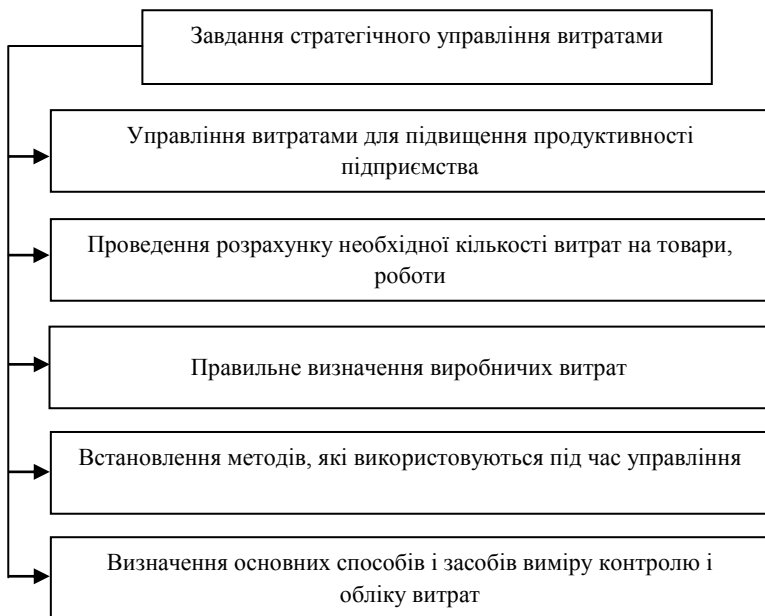 Завдання стратегічного управління витратами
Управління витратами для підвищення продуктивності
підприємства
Проведення розрахунку необхідної кількості витрат на товари,
роботи
Правильне визначення виробничих витрат
Встановлення методів, які використовуються під час управління
Визначення основних способів і засобів виміру контролю і
обліку витрат